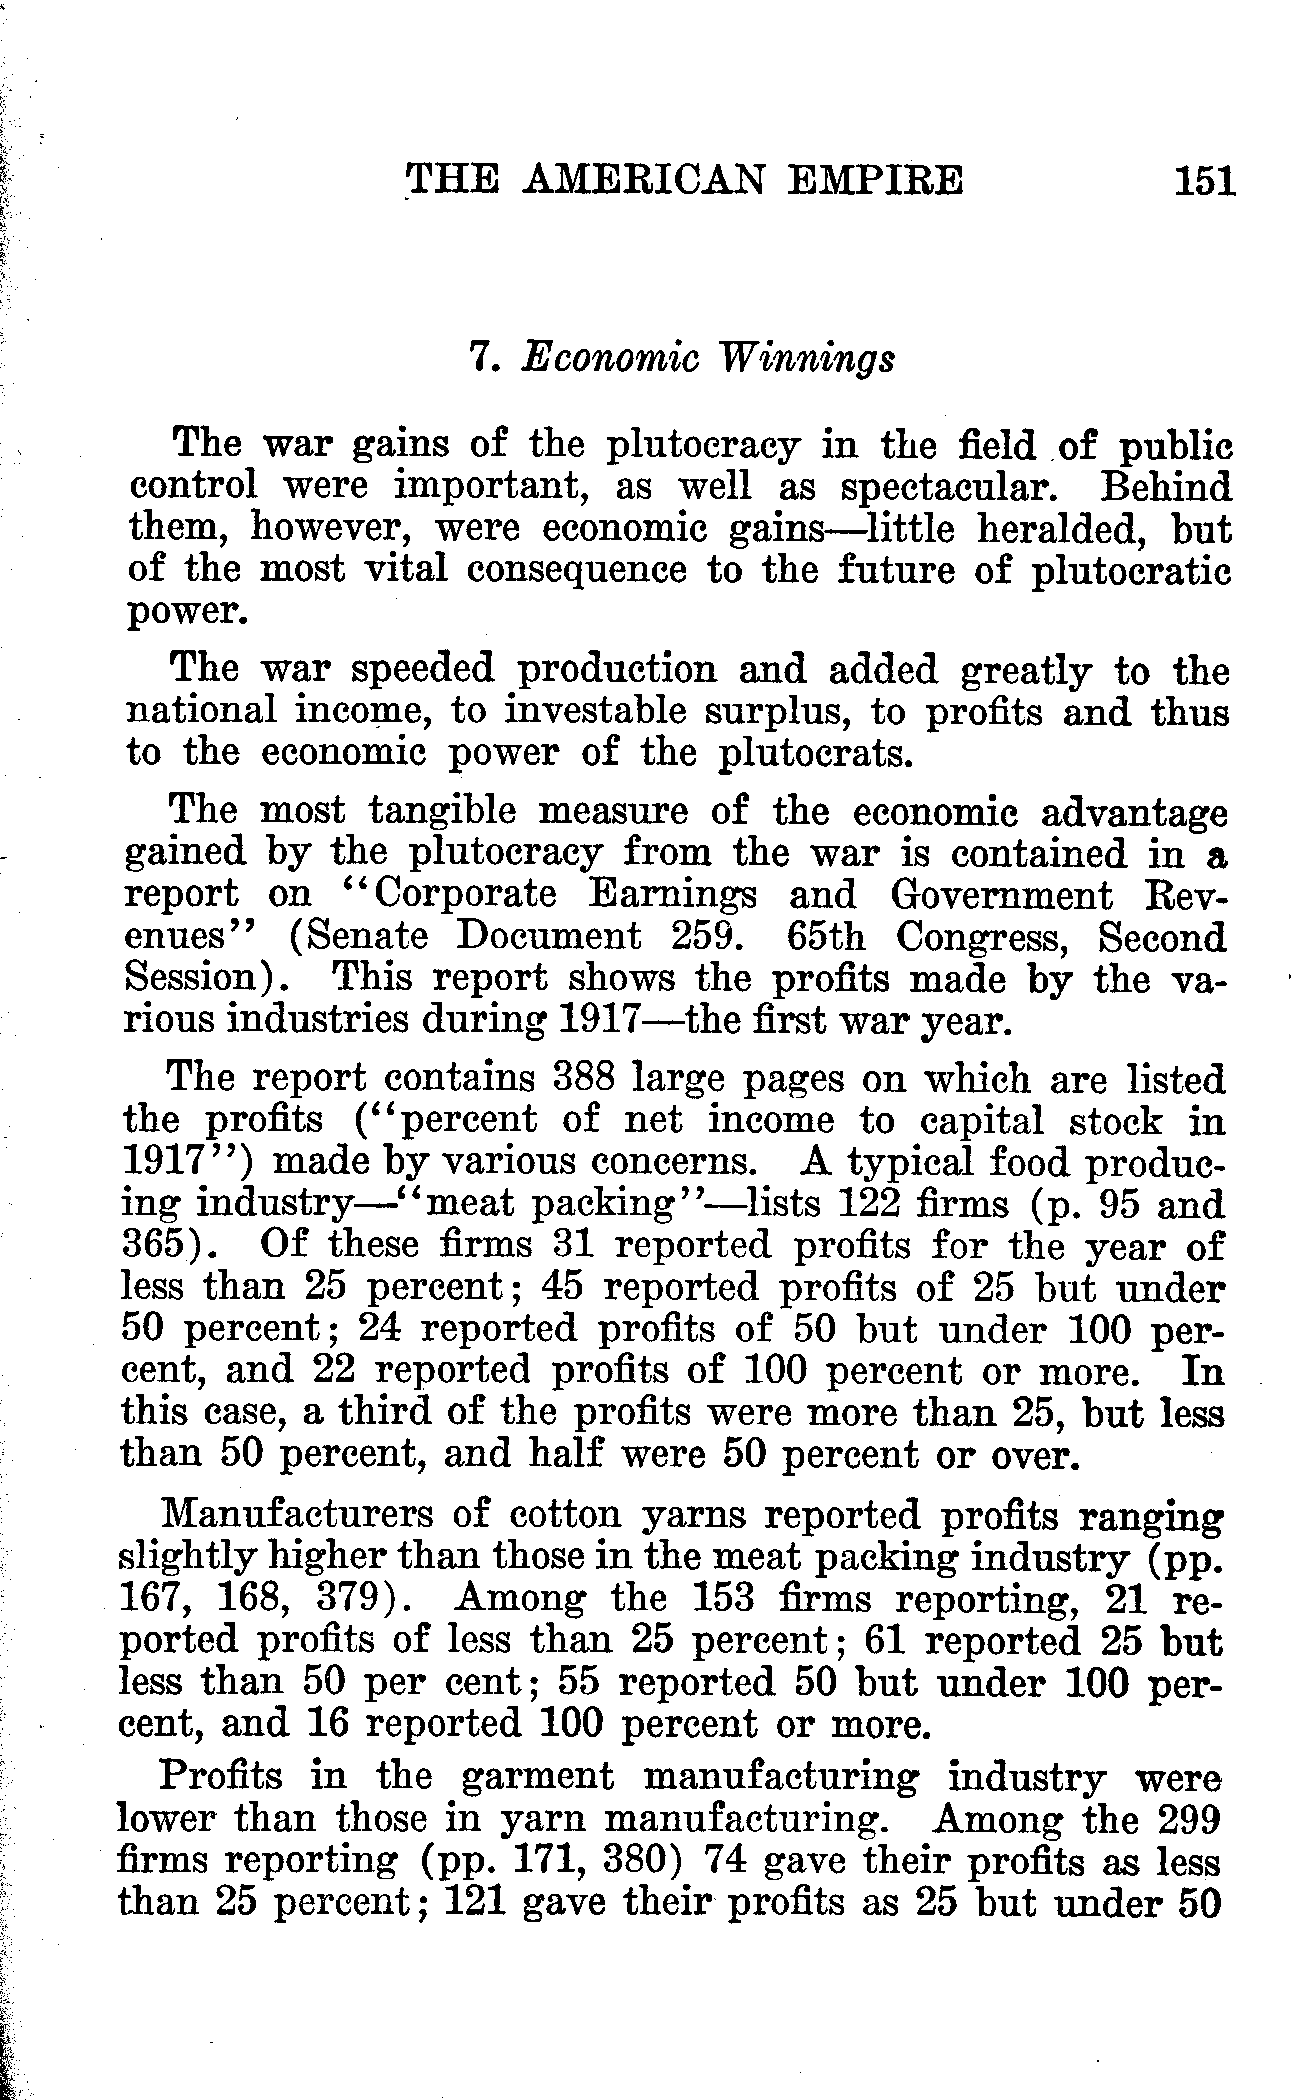 THE AMERICAN EMPIRE 151
7. Economic Winnings
The war gains of the plutocracy in the field of public
control were important, as well as spectacular. Behind
them, however, were economic gains—little heralded, but
of the most vital consequence to the future of plutocratic
power.
The war speeded production and added greatly to the
national income, to investable surplus, to profits and thus
to the economic power of the plutocrats.
The most tangible measure of the economic advantage
gained by the plutocracy from the war is contained in a
report on “Corporate Earnings and Government Rev-
enues” (Senate Document 259. 65th Congress, Second
Session). This report shows the profits made by the va-
rious industries during 1917—the first war year.
The report contains 388 large pages on which are listed
the profits (“percent of net income to capital stock in
1917”) made by various concerns. A typical food produc-
ing industry—“meat packing”—lists 122 firms (p. 95 and
365). Of these firms 31 reported profits for the year of
less than 25 percent; 45 reported profits of 25 but under
50 percent; 24 reported profits of 50 but under 100 per-
cent, and 22 reported profits of 100 percent or more. In
this case, a third of the profits were more than 25, but less
than 50 percent, and half were 50 percent or over.
Manufacturers of cotton yarns reported profits ranging
slightly higher than those in the meat packing industry (pp.
167, 168, 379). Among the 153 firms reporting, 21 re-
ported profits of less than 25 percent; 61 reported 25 but
less than 50 per cent; 55 reported 50 but under 100 per-
cent, and 16 reported 100 percent or more.
Profits in the garment manufacturing industry were
lower than those in yarn manufacturing. Among the 299
firms reporting (pp. 171, 380) 74 gave their profits as less
than 25 percent; 121 gave their profits as 25 but under 50